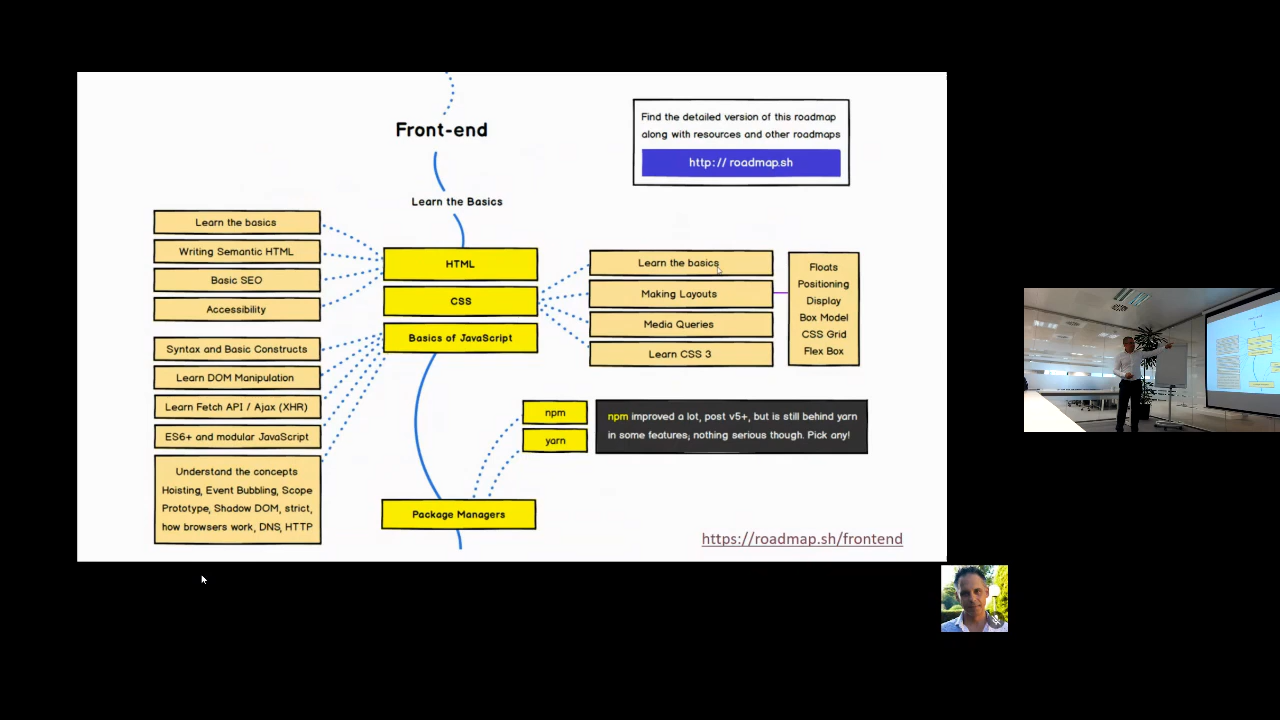 Front-end
Find the detailed version of this roadmap
along with resources and other roadmaps
http://roadmap.sh
Learn the Basics
Learn the basics
Writing Semantic HTML
Basic SEO
Accessibility
HTML
CSS
Basics of JavaScript
Learn the basics
Making Layouts
Media Queries
Learn CSS 3
Floats
Positioning
Display
Box Model
CSS Grid
Flex Box
Syntax and Basic Constructs
Learn DOM Manipulation
Learn Fetch API / Ajax (XHR)
ES6+ and modular JavaScript
Understand the concepts
Hoisting, Event Bubbling, Scope
Prototype, Shadow DOM, strict,
how browsers work, DNS, HTTP
npm
yarn
npm improved a lot, post v5+, but is still behind yarn
in some features; nothing serious though. Pick any!
Package Managers
https://roadmap.sh/frontend